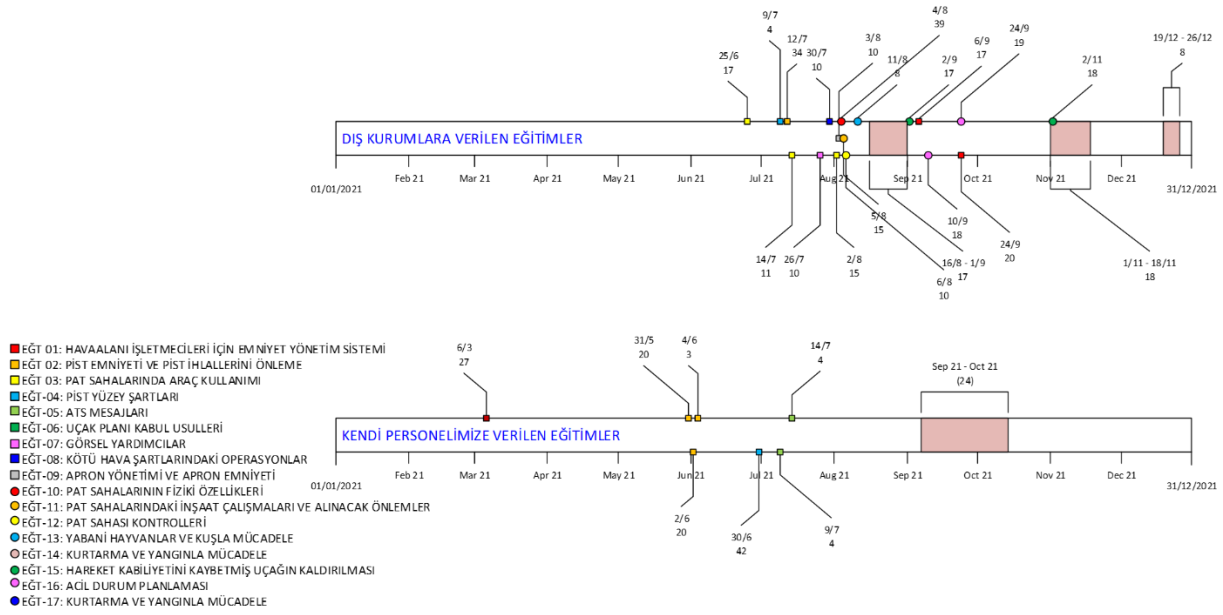 9/7
4
4/8
39
12/7
34
3/8
10
24/9
19
6/9
17
19/12 - 26/12
8
25/6
17
30/7
10
11/8
8
2/9
17
2/11
18
DIŞ KURUMLARA VERİLEN EĞİTİMLER
01/01/2021
Feb 21
Mar 21
Apr 21
May 21
Jun 21
Jul 21
Aug 21
Sep 21
Oct 21
Nov 21
Dec 21
31/12/2021
5/8
15
10/9
18
14/7
11
26/7
10
2/8
15
24/9
20
16/8 - 1/9
17
6/8
10
1/11 - 18/11
18
6/3
27
31/5
20
4/6
3
14/7
4
Sep 21 - Oct 21
(24)
KENDİ PERSONELİMİZE VERİLEN EĞİTİMLER
01/01/2021
Feb 21
Mar 21
Apr 21
May 21
Jun 21
Jul 21
Aug 21
Sep 21
Oct 21
Nov 21
Dec 21
31/12/2021
2/6
20
30/6
42
9/7
4
EĞT 01: HAVAALANI İŞLETMECİLERİ İÇİN EMNİYET YÖNETİM SİSTEMİ
EĞT 02: PİST EMNİYETİ VE PİST İHLALLERİNİ ÖNLEME
EĞT 03: PAT SAHALARINDA ARAÇ KULLANIMI
EĞT-04: PİST YÜZEY ŞARTLARI
EĞT-05: ATS MESAJLARI
EĞT-06: UÇAK PLANI KABUL USULLERİ
EĞT-07: GÖRSEL YARDIMCILAR
EĞT-08: KÖTÜ HAVA ŞARTLARINDAKİ OPERASYONLAR
EĞT-09: APRON YÖNETİMİ VE APRON EMNİYETİ
EĞT-10: PAT SAHALARININ FİZİKİ ÖZELLİKLERİ
EĞT-11: PAT SAHALARINDAKİ İNŞAAT ÇALIŞMALARI VE ALINACAK ÖNLEMLER
EĞT-12: PAT SAHASI KONTROLLERİ
EĞT-13: YABANİ HAYVANLAR VE KUŞLA MÜCADELE
EĞT-14: KURTARMA VE YANGINLA MÜCADELE
EĞT-15: HAREKET KABİLİYETİNİ KAYBETMİŞ UÇAĞIN KALDIRILMASI
EĞT-16: ACİL DURUM PLANLAMASI
EĞT-17: KURTARMA VE YANGINLA MÜCADELE